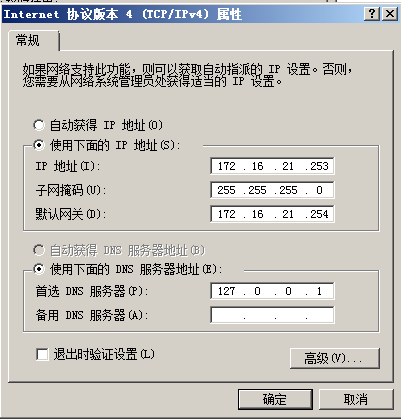 Internet 协议版本 4 (TCP/IPv4) 属性
常规
如果网络支持此功能，则可以获取自动指派的 IP 设置。否则，
您需要从网络系统管理员处获得适当的 IP 设置。
自动获得 IP 地址(O)
使用下面的 IP 地址(S):
IP 地址(I): 172 . 16 . 21 .253
子网掩码(U): 255 .255 .255 . 0
默认网关(D): 172 . 16 . 21 .254
自动获得 DNS 服务器地址(B)
使用下面的 DNS 服务器地址(E):
首选 DNS 服务器(P): 127 . 0 . 0 . 1
备用 DNS 服务器(A): . . .
退出时验证设置(L)
高级(V)...
确定 取消